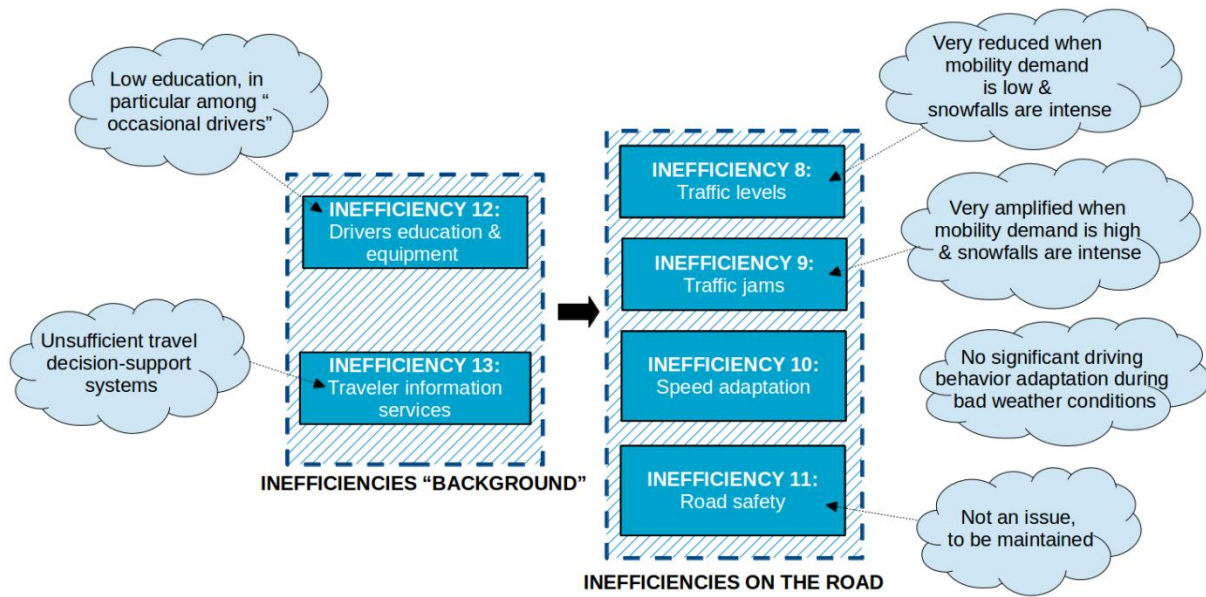 Low education, in
particular among “
occasional drivers”
Unsufficient travel
decision-support
systems
INEFFICIENCY 12:
Drivers education &
equipment
INEFFICIENCY 13:
Traveler information
services
INEFFICIENCIES “BACKGROUND”
INEFFICIENCY 8:
Traffic levels
INEFFICIENCY 9:
Traffic jams
INEFFICIENCY 10:
Speed adaptation
INEFFICIENCY 11:
Road safety
INEFFICIENCIES ON THE ROAD
Very reduced when
mobility demand
is low &
snowfalls are intense
Very amplified when
mobility demand is high
& snowfalls are intense
No significant driving
behavior adaptation during
bad weather conditions
Not an issue,
to be maintained